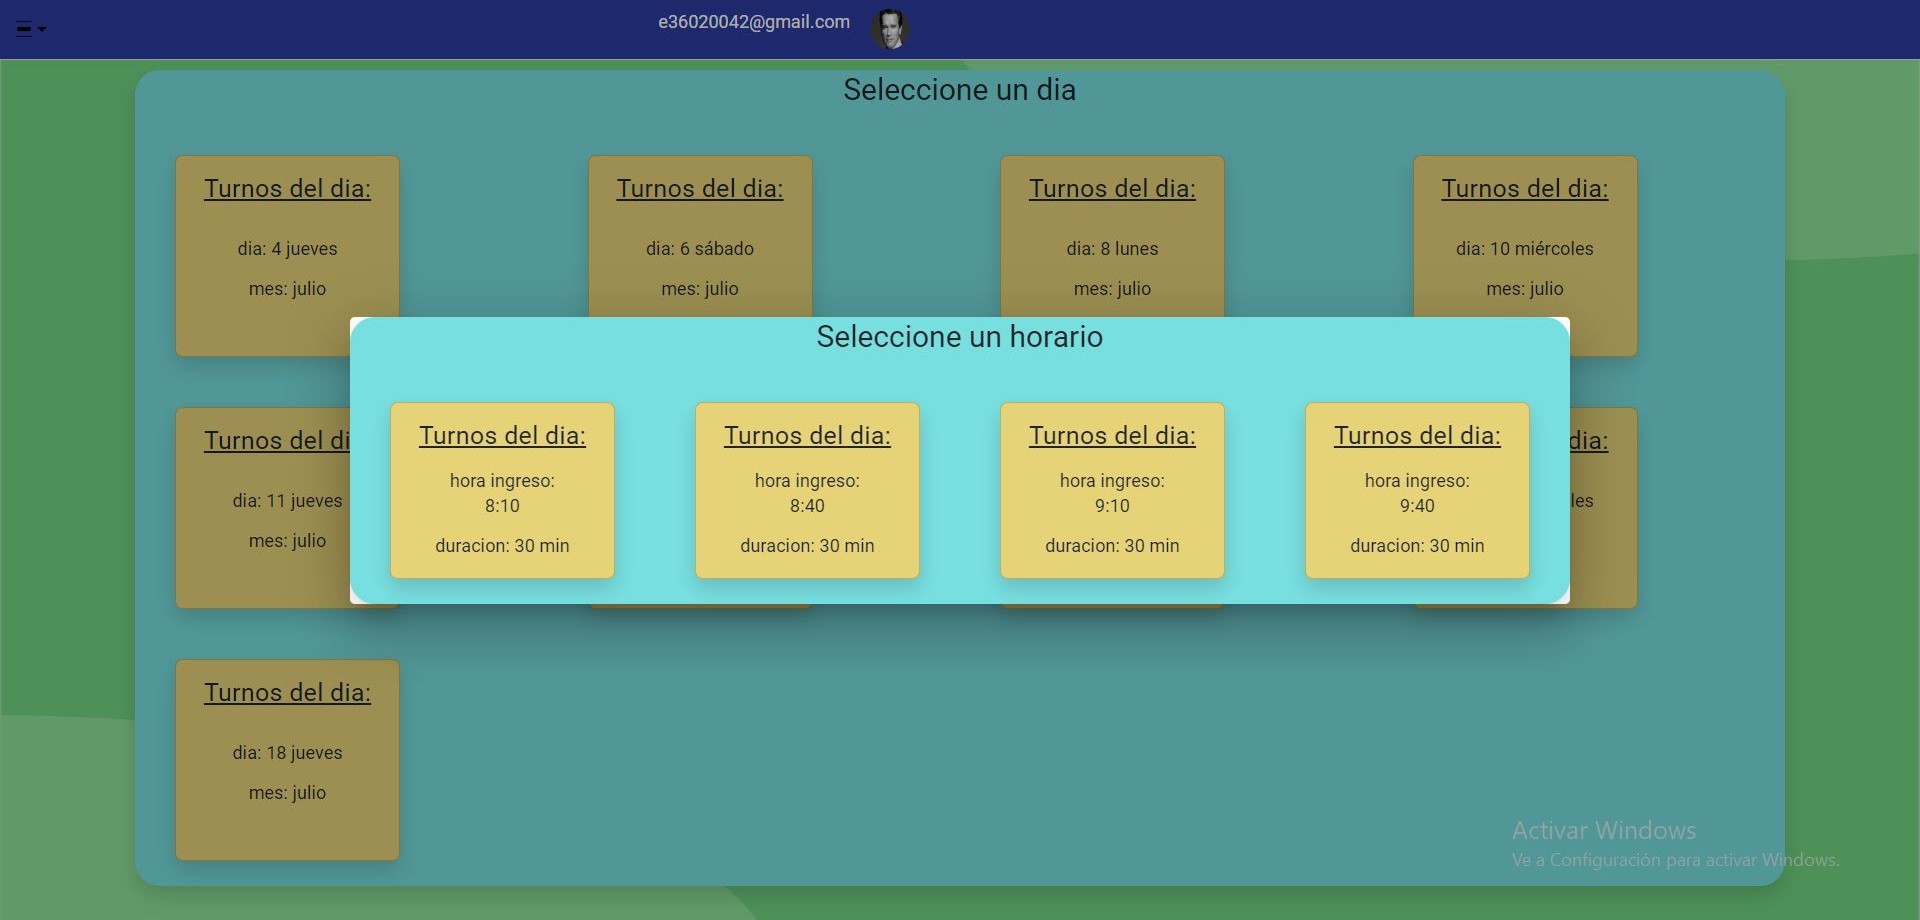 e36020042@gmail.com
Seleccione un dia
Turnos del dia:
dia: 4 jueves
mes: julio
Turnos del dia:
dia: 6 sábado
mes: julio
Turnos del dia:
dia: 8 lunes
mes: julio
Turnos del dia:
dia: 10 miércoles
mes: julio
Seleccione un horario
Turnos del dia:
hora ingreso:
8:10
duracion: 30 min
Turnos del dia:
hora ingreso:
8:40
duracion: 30 min
Turnos del dia:
hora ingreso:
9:10
duracion: 30 min
Turnos del dia:
hora ingreso:
9:40
duracion: 30 min
Turnos del di
dia: 11 jueves
mes: julio
dia:
les
Turnos del dia:
dia: 18 jueves
mes: julio
Activar Windows
Ve a Configuración para activar Windows.